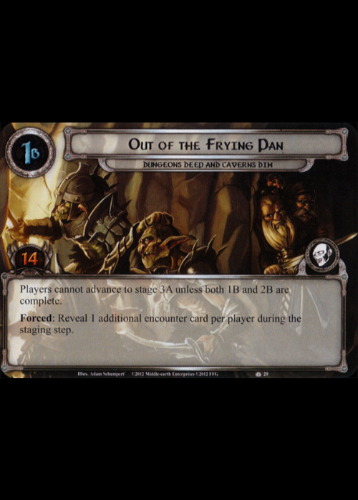 1B
OUT OF THE FRYING PAN
DUNGEONS DEEP AND CAVERNS DIM
14
Players cannot advance to stage 3A unless both 1B and 2B are
complete.
Forced: Reveal 1 additional encounter card per player during the
staging step.
Illus. Adam Schumpert ©2012 Middle-earth Enterprises ©2012 FFG 29